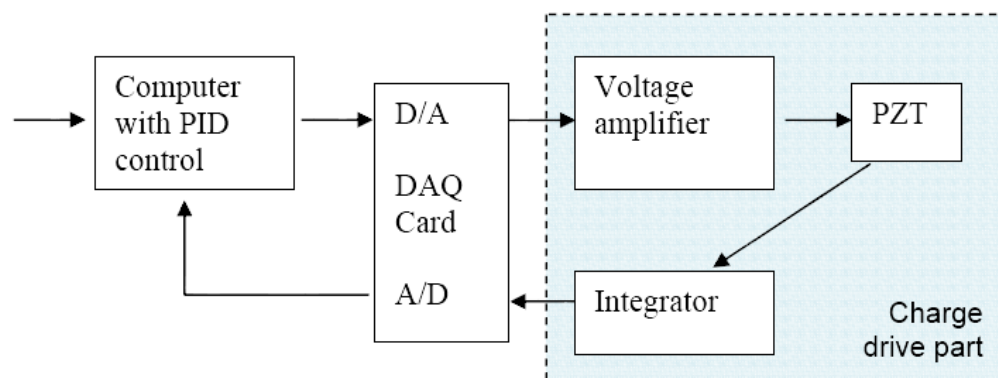 Computer
with PID
control
D/A
DAQ
Card
A/D
Voltage
amplifier
PZT
Integrator
Charge
drive part